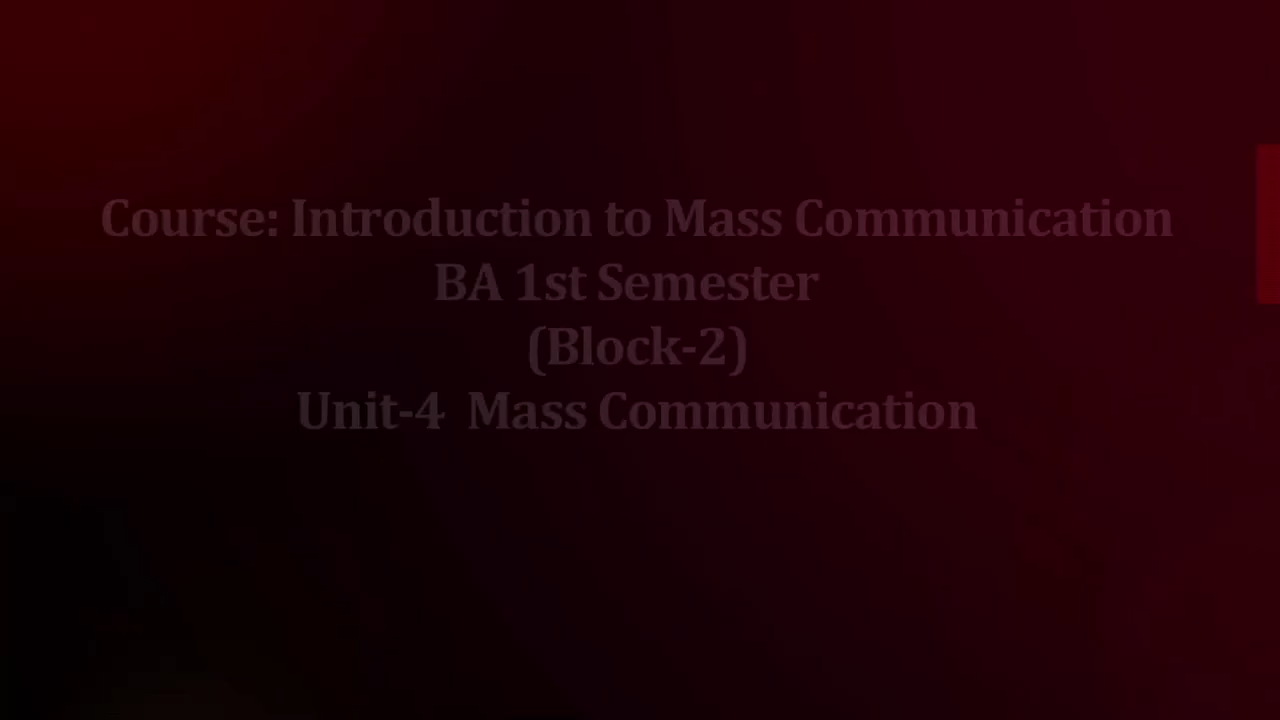 Course: Introduction to Mass Communication
BA 1st Semester
(Block-2)
Unit-4  Mass Communication